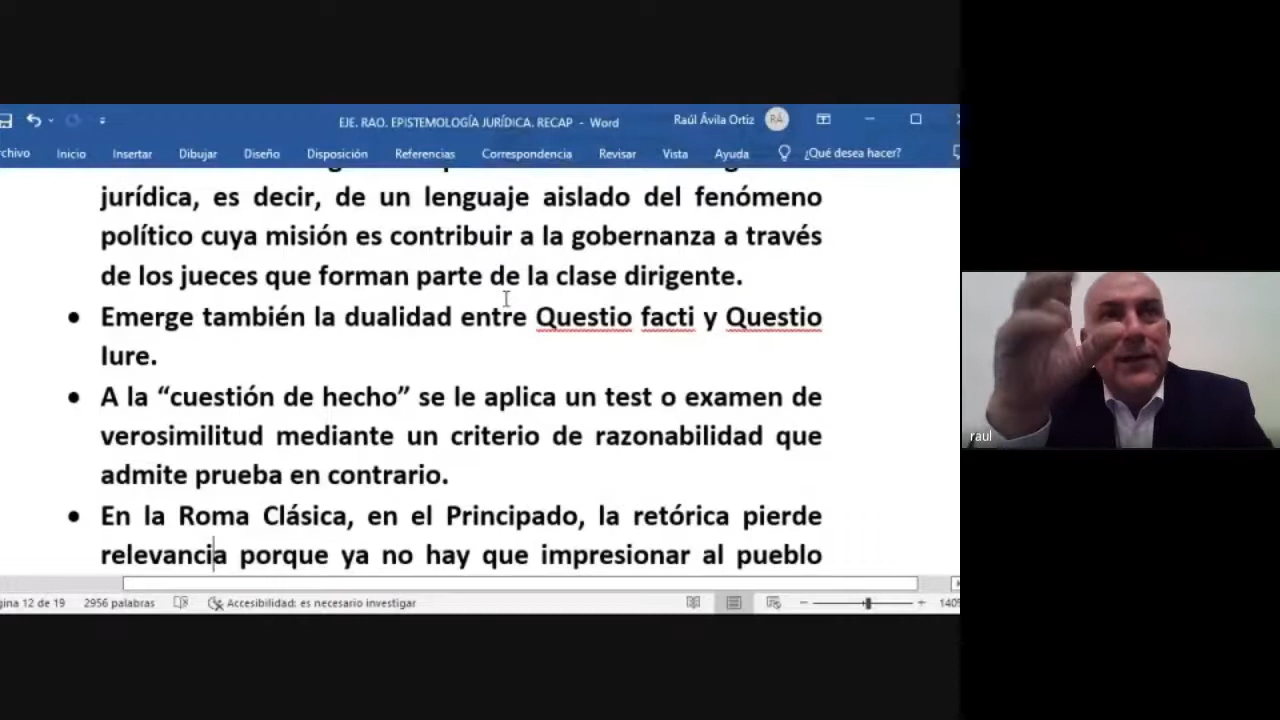 EJE. RAO. EPISTEMOLOGÍA JURÍDICA. RECAP - Word Raúl Ávila Ortiz RÁ
rchivo Inicio Insertar Dibujar Diseño Disposición Referencias Correspondencia Revisar Vista Ayuda ¿Qué desea hacer?
jurídica, es decir, de un lenguaje aislado del fenómeno
político cuya misión es contribuir a la gobernanza a través
de los jueces que forman parte de la clase dirigente.
• Emerge también la dualidad entre Questio facti y Questio
Iure.
• A la “cuestión de hecho” se le aplica un test o examen de
verosimilitud mediante un criterio de razonabilidad que
admite prueba en contrario.
• En la Roma Clásica, en el Principado, la retórica pierde
relevancia porque ya no hay que impresionar al pueblo
gina 12 de 19 2956 palabras Accesibilidad: es necesario investigar 140%
raul